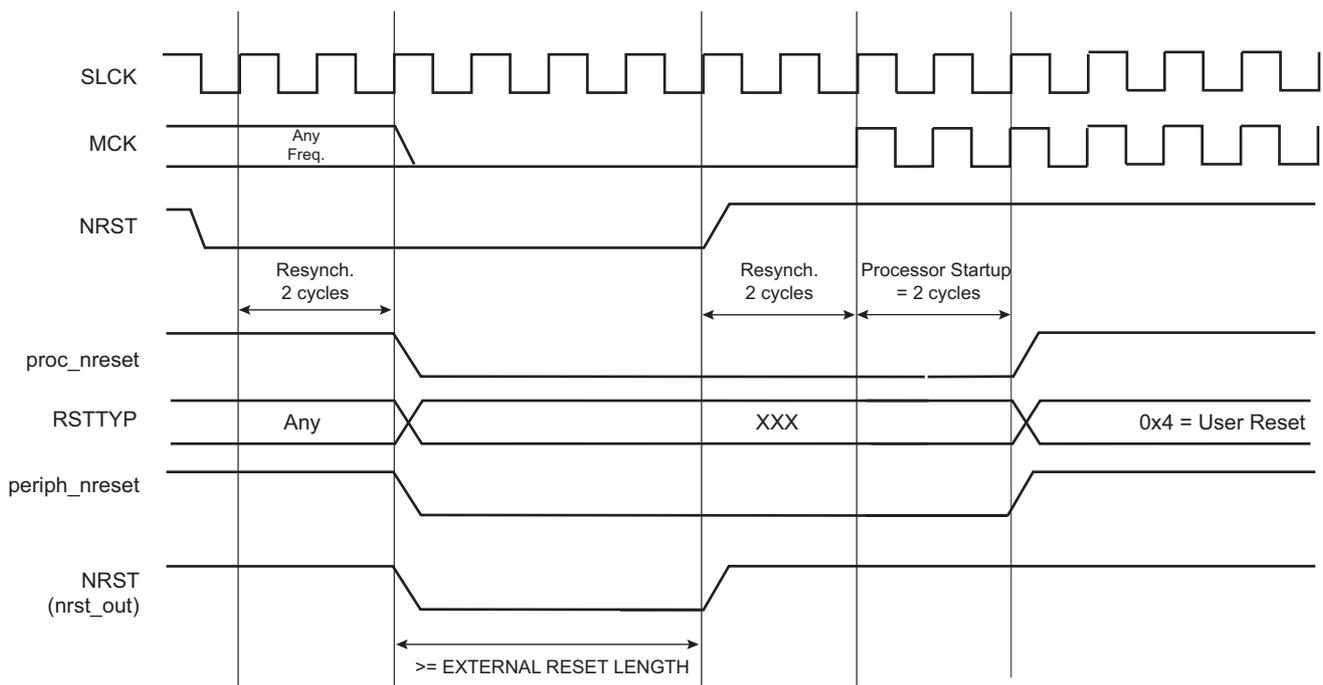 SLCK
MCK
Any
Freq.
NRST
Resynch.
2 cycles
Resynch.
2 cycles
Processor Startup
= 2 cycles
proc_nreset
RSTTYP
Any
XXX
0x4 = User Reset
periph_nreset
NRST
(nrst_out)
>= EXTERNAL RESET LENGTH